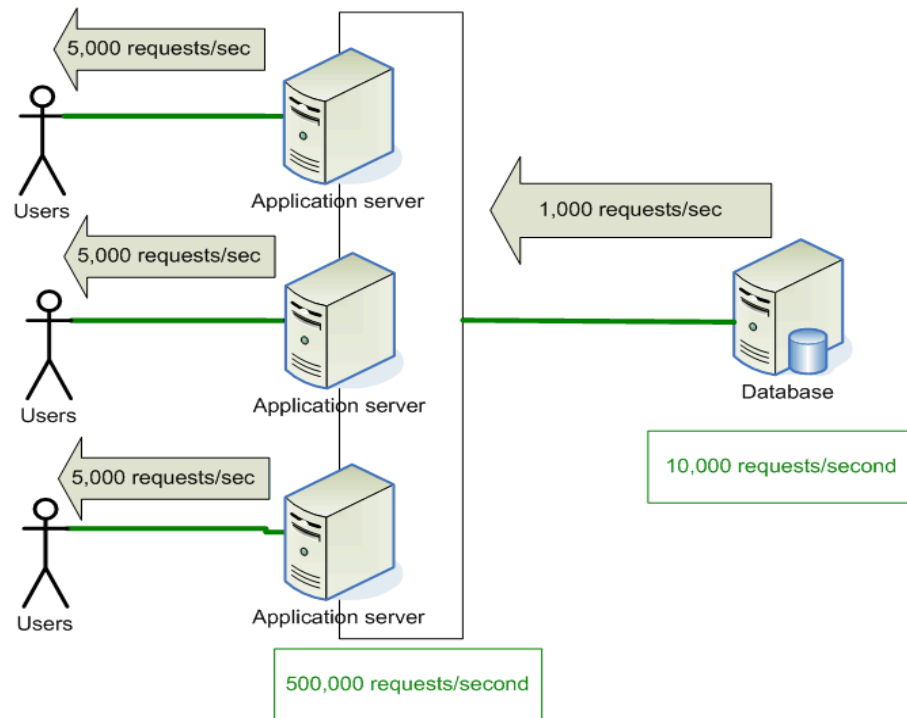 5,000 requests/sec
Users
Application server
1,000 requests/sec
5,000 requests/sec
Users
Application server
Database
10,000 requests/second
5,000 requests/sec
Users
Application server
500,000 requests/second